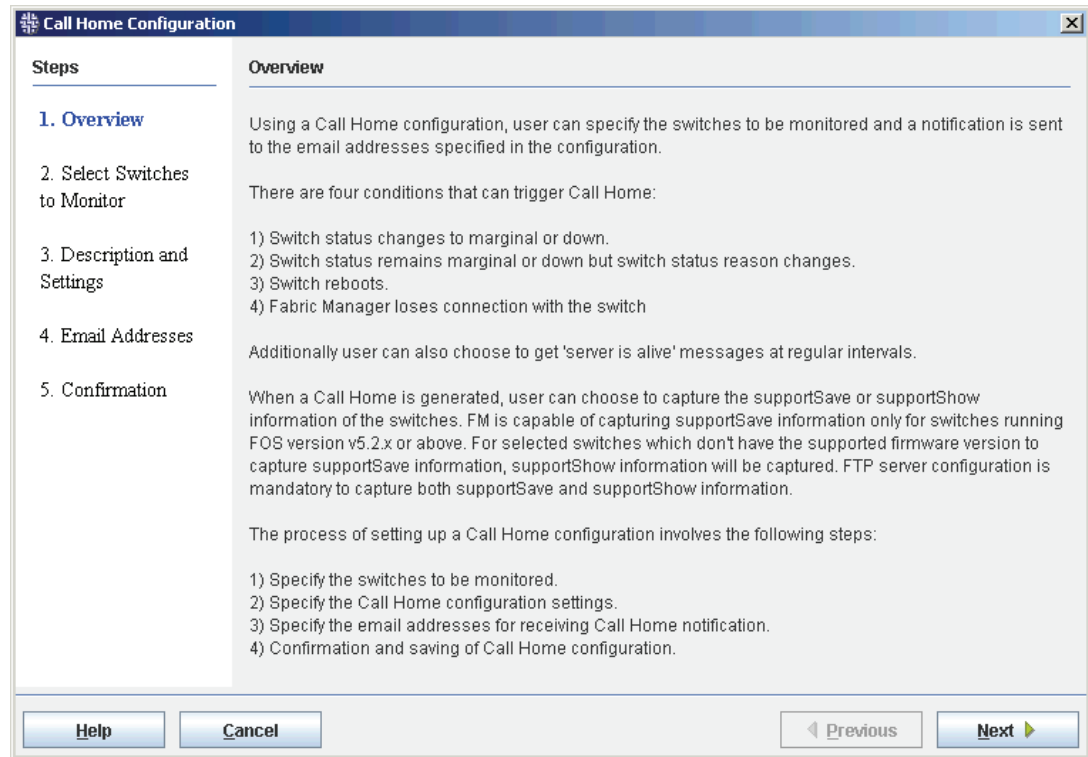 Call Home Configuration
Steps
1. Overview
2. Select Switches
to Monitor
3. Description and
Settings
4. Email Addresses
5. Confirmation
Overview
Using a Call Home configuration, user can specify the switches to be monitored and a notification is sent
to the email addresses specified in the configuration.
There are four conditions that can trigger Call Home:
1) Switch status changes to marginal or down.
2) Switch status remains marginal or down but switch status reason changes.
3) Switch reboots.
4) Fabric Manager loses connection with the switch
Additionally user can also choose to get 'server is alive' messages at regular intervals.
When a Call Home is generated, user can choose to capture the supportSave or supportShow
information of the switches. FM is capable of capturing supportSave information only for switches running
FOS version v5.2.x or above. For selected switches which don't have the supported firmware version to
capture supportSave information, supportShow information will be captured. FTP server configuration is
mandatory to capture both supportSave and supportShow information.
The process of setting up a Call Home configuration involves the following steps:
1) Specify the switches to be monitored.
2) Specify the Call Home configuration settings.
3) Specify the email addresses for receiving Call Home notification.
4) Confirmation and saving of Call Home configuration.
Help
Cancel
Previous
Next